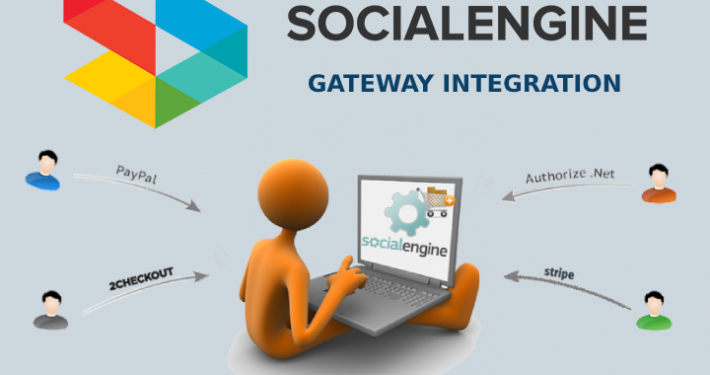 SOCIALENGINE
GATEWAY INTEGRATION
PayPal
Authorize .Net
socialengine
2CHECKOUT
stripe